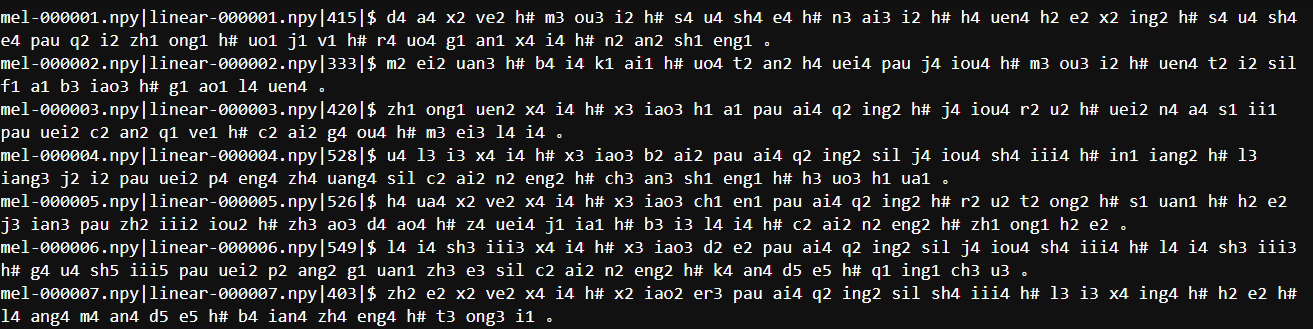 mel-000001.npy|linear-000001.npy|415|$ d4 a4 x2 ve2 h# m3 ou3 i2 h# s4 u4 sh4 e4 h# n3 ai3 i2 h# h4 uen4 h2 e2 x2 ing2 h# s4 u4 sh4
e4 pau q2 i2 zh1 ong1 h# uo1 j1 v1 h# r4 uo4 g1 an1 x4 i4 h# n2 an2 sh1 eng1 。
mel-000002.npy|linear-000002.npy|333|$ m2 ei2 uan3 h# b4 i4 k1 ai1 h# uo4 t2 an2 h4 uei4 pau j4 iou4 h# m3 ou3 i2 h# uen4 t2 i2 sil
f1 a1 b3 iao3 h# g1 ao1 l4 uen4 。
mel-000003.npy|linear-000003.npy|420|$ zh1 ong1 uen2 x4 i4 h# x3 iao3 h1 a1 pau ai4 q2 ing2 h# j4 iou4 r2 u2 h# uei2 n4 a4 s1 ii1
pau uei2 c2 an2 q1 ve1 h# c2 ai2 g4 ou4 h# m3 ei3 l4 i4 。
mel-000004.npy|linear-000004.npy|528|$ u4 l3 i3 x4 i4 h# x3 iao3 b2 ai2 pau ai4 q2 ing2 sil j4 iou4 sh4 iii4 h# in1 iang2 h# l3
iang3 j2 i2 pau uei2 p4 eng4 zh4 uang4 sil c2 ai2 n2 eng2 h# ch3 an3 sh1 eng1 h# h3 uo3 h1 ua1 。
mel-000005.npy|linear-000005.npy|526|$ h4 ua4 x2 ve2 x4 i4 h# x3 iao3 ch1 en1 pau ai4 q2 ing2 h# r2 u2 t2 ong2 h# s1 uan1 h# h2 e2
j3 ian3 pau zh2 iii2 iou2 h# zh3 ao3 d4 ao4 h# z4 uei4 j1 ia1 h# b3 i3 l4 i4 h# c2 ai2 n2 eng2 h# zh1 ong1 h2 e2 。
mel-000006.npy|linear-000006.npy|549|$ l4 i4 sh3 iii3 x4 i4 h# x3 iao3 d2 e2 pau ai4 q2 ing2 sil j4 iou4 sh4 iii4 h# l4 i4 sh3 iii3
h# g4 u4 sh5 iii5 pau uei2 p2 ang2 g1 uan1 zh3 e3 sil c2 ai2 n2 eng2 h# k4 an4 d5 e5 h# q1 ing1 ch3 u3 。
mel-000007.npy|linear-000007.npy|403|$ zh2 e2 x2 ve2 x4 i4 h# x2 iao2 er3 pau ai4 q2 ing2 sil sh4 iii4 h# l3 i3 x4 ing4 h# h2 e2 h#
l4 ang4 m4 an4 d5 e5 h# b4 ian4 zh4 eng4 h# t3 ong3 i1 。